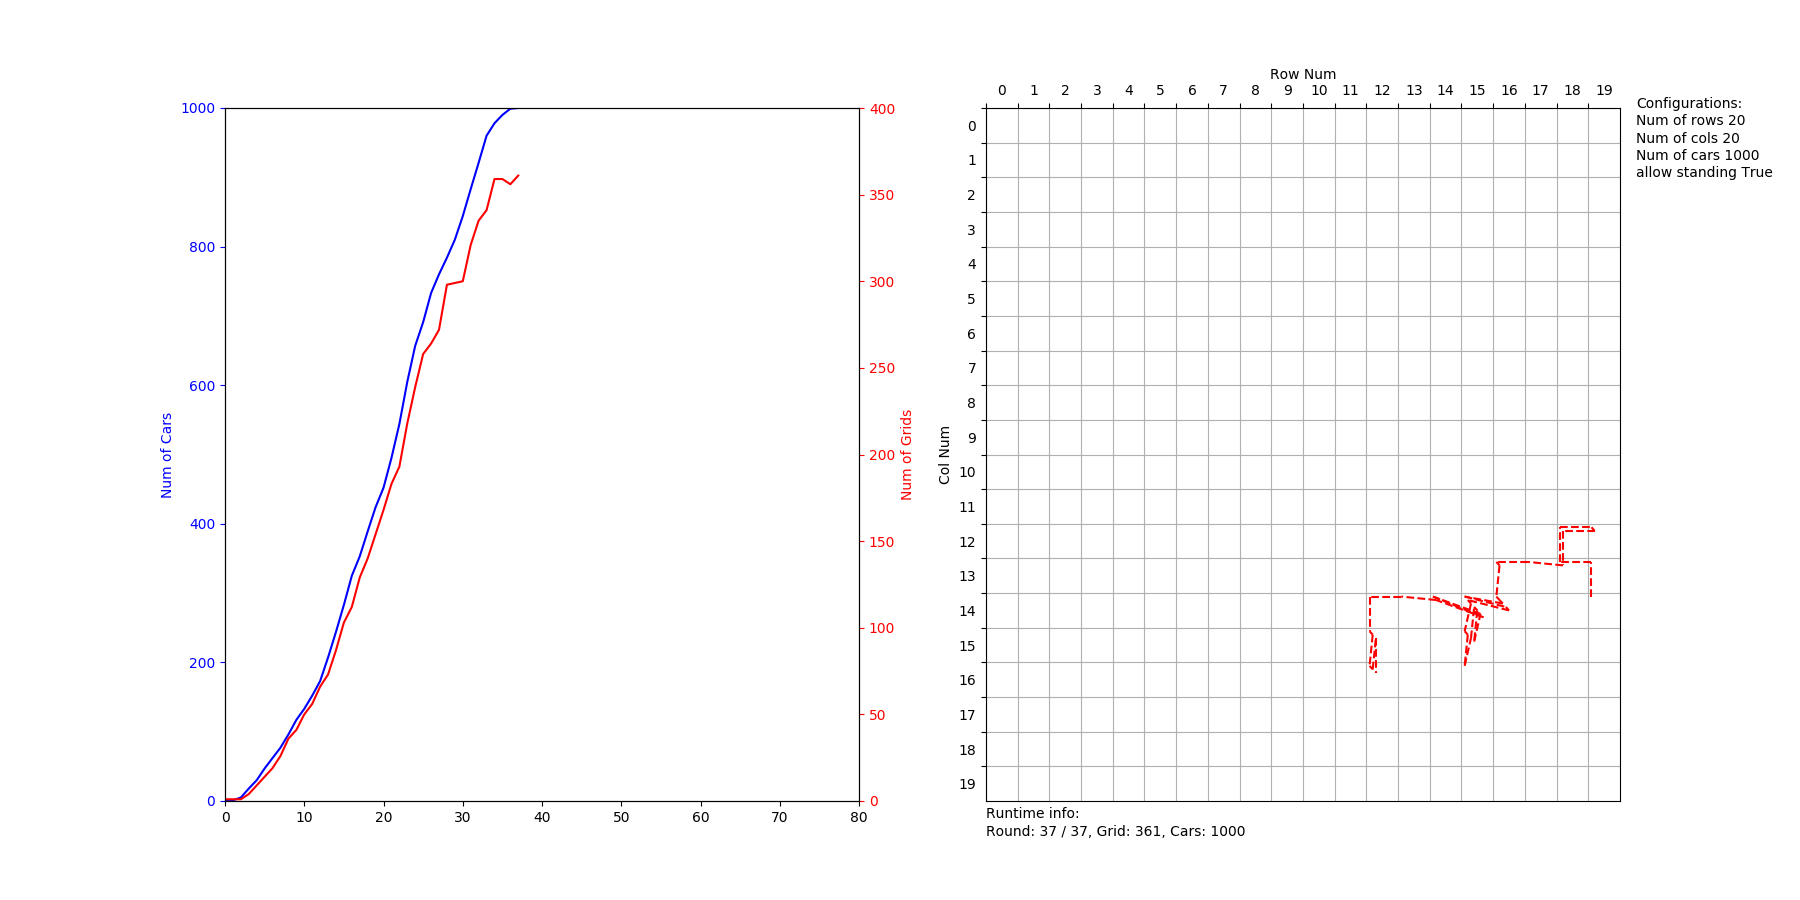 Row Num
0 1 2 3 4 5 6 7 8 9 10 11 12 13 14 15 16 17 18 19
Configurations:
Num of rows 20
Num of cols 20
Num of cars 1000
allow standing True
1000
800
600
400
200
0
Num of Cars
0 10 20 30 40 50 60 70 80
400
350
300
250
200
150
100
50
0
Num of Grids
Col Num
0
1
2
3
4
5
6
7
8
9
10
11
12
13
14
15
16
17
18
19
Runtime info:
Round: 37 / 37, Grid: 361, Cars: 1000